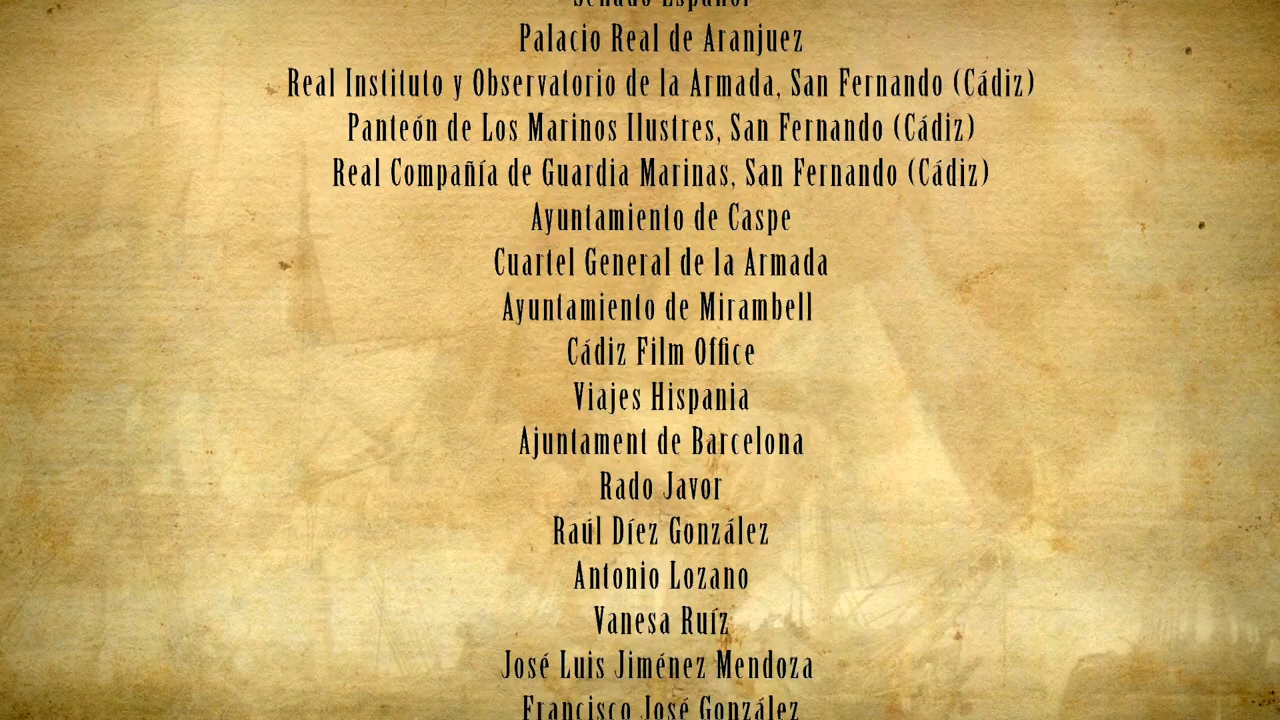 Senado Español
Palacio Real de Aranjuez
Real Instituto y Observatorio de la Armada, San Fernando (Cádiz)
Panteón de Los Marinos Ilustres, San Fernando (Cádiz)
Real Compañía de Guardia Marinas, San Fernando (Cádiz)
Ayuntamiento de Caspe
Cuartel General de la Armada
Ayuntamiento de Mirambell
Cádiz Film Office
Viajes Hispania
Ajuntament de Barcelona
Rado Javor
Raúl Díez González
Antonio Lozano
Vanesa Ruíz
José Luis Jiménez Mendoza
Francisco José González